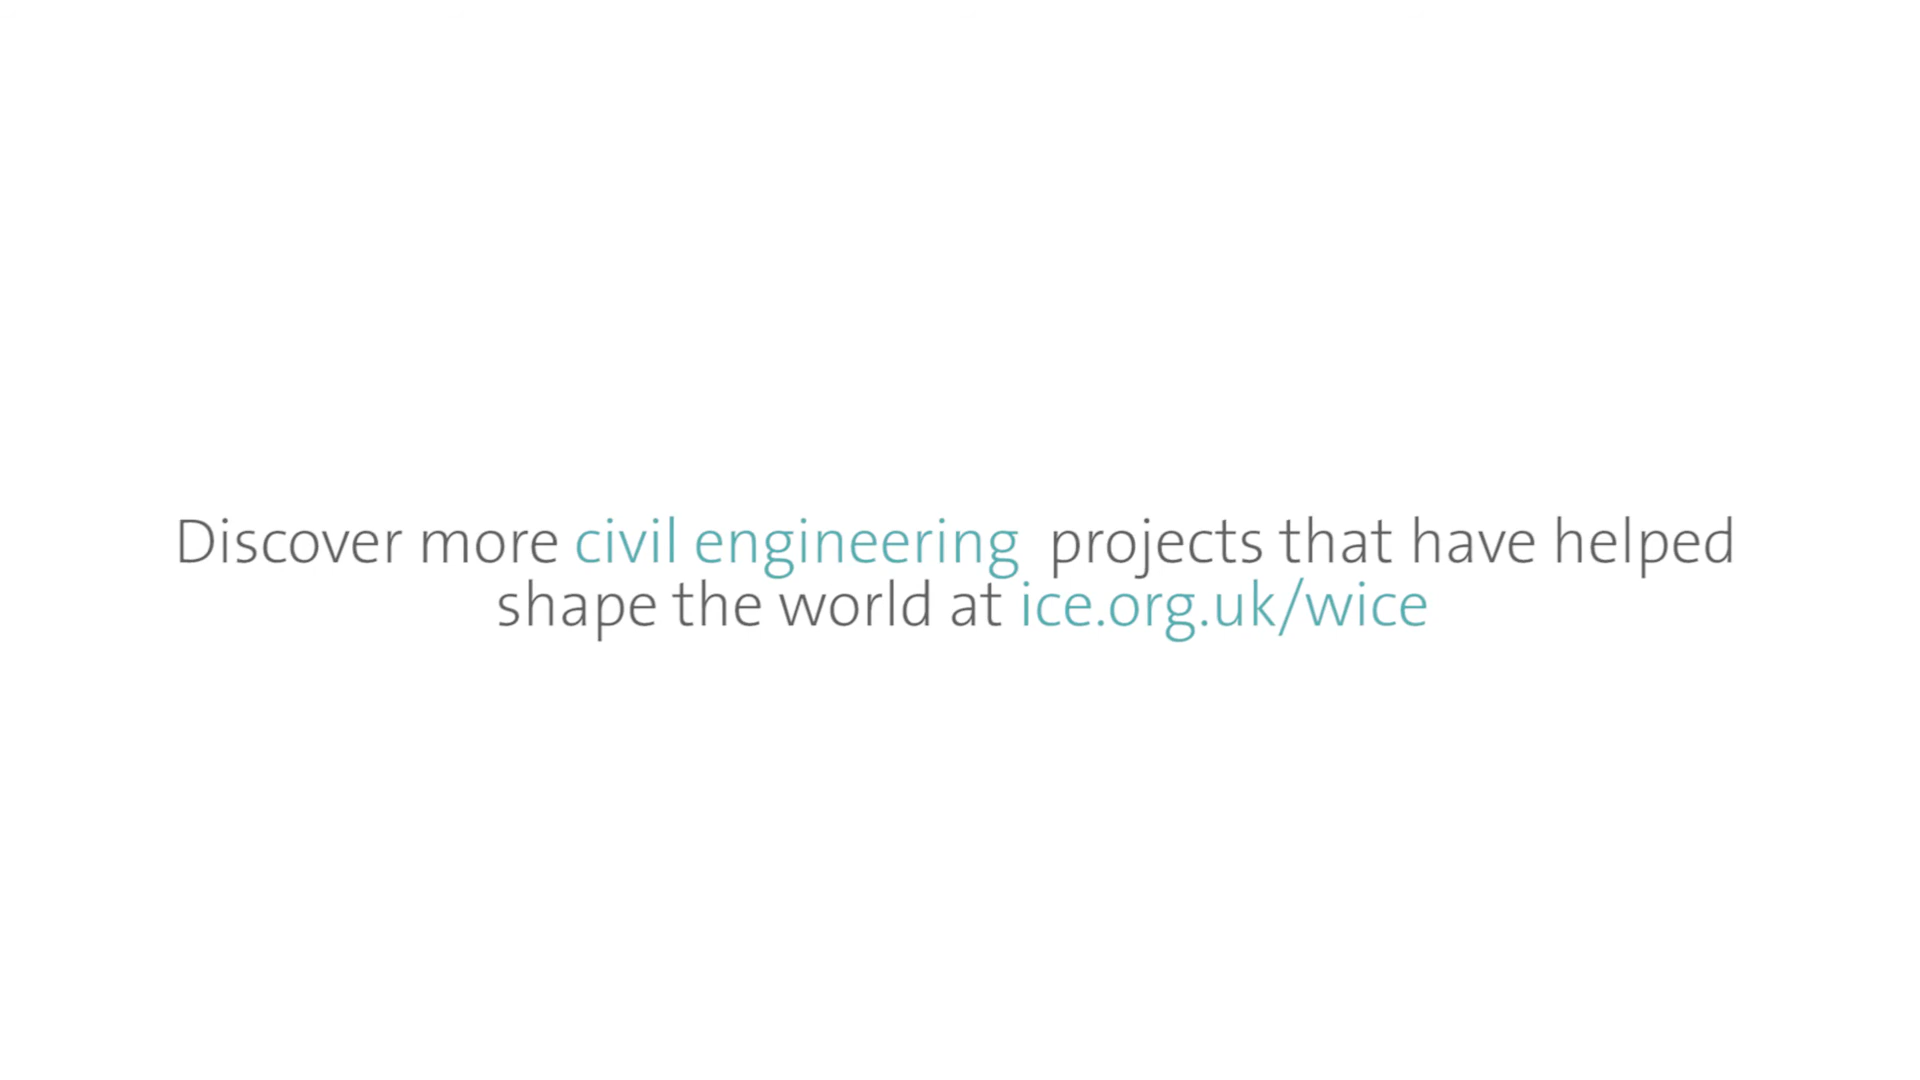 Discover more civil engineering projects that have helped
shape the world at ice.org.uk/wice